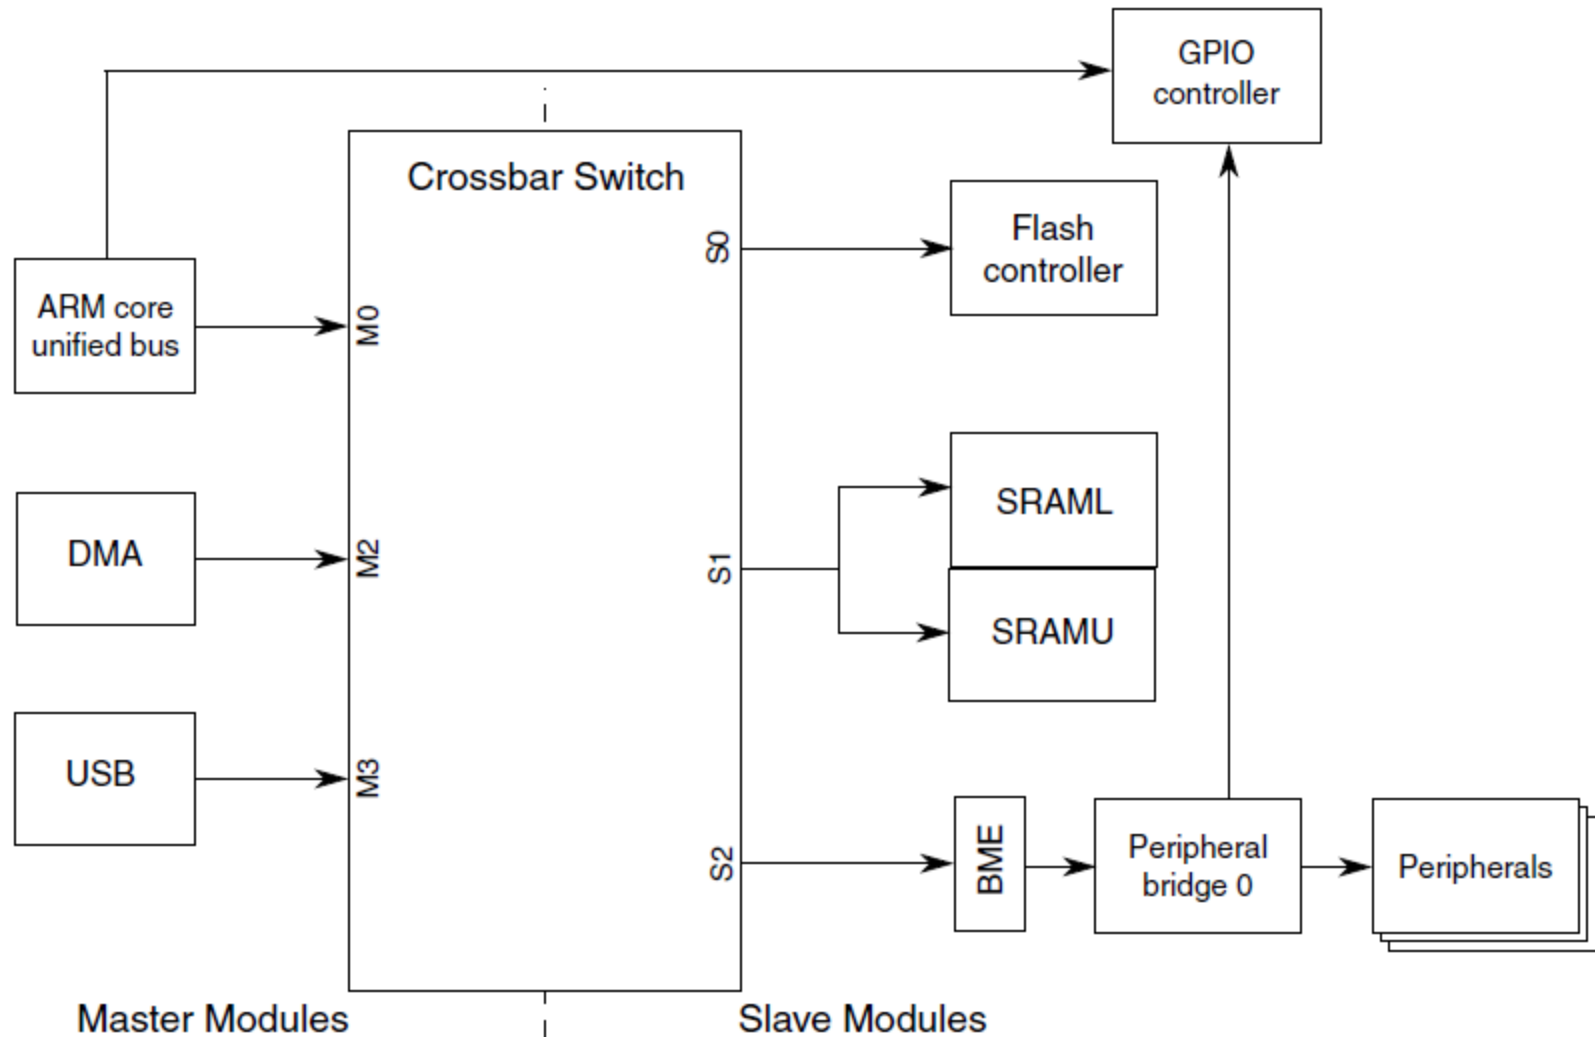 GPIO
controller
Crossbar Switch
S0
Flash
controller
ARM core
unified bus
M0
SRAML
DMA
M2
S1
SRAMU
USB
M3
S2
BME
Peripheral
bridge 0
Peripherals
Master Modules
Slave Modules